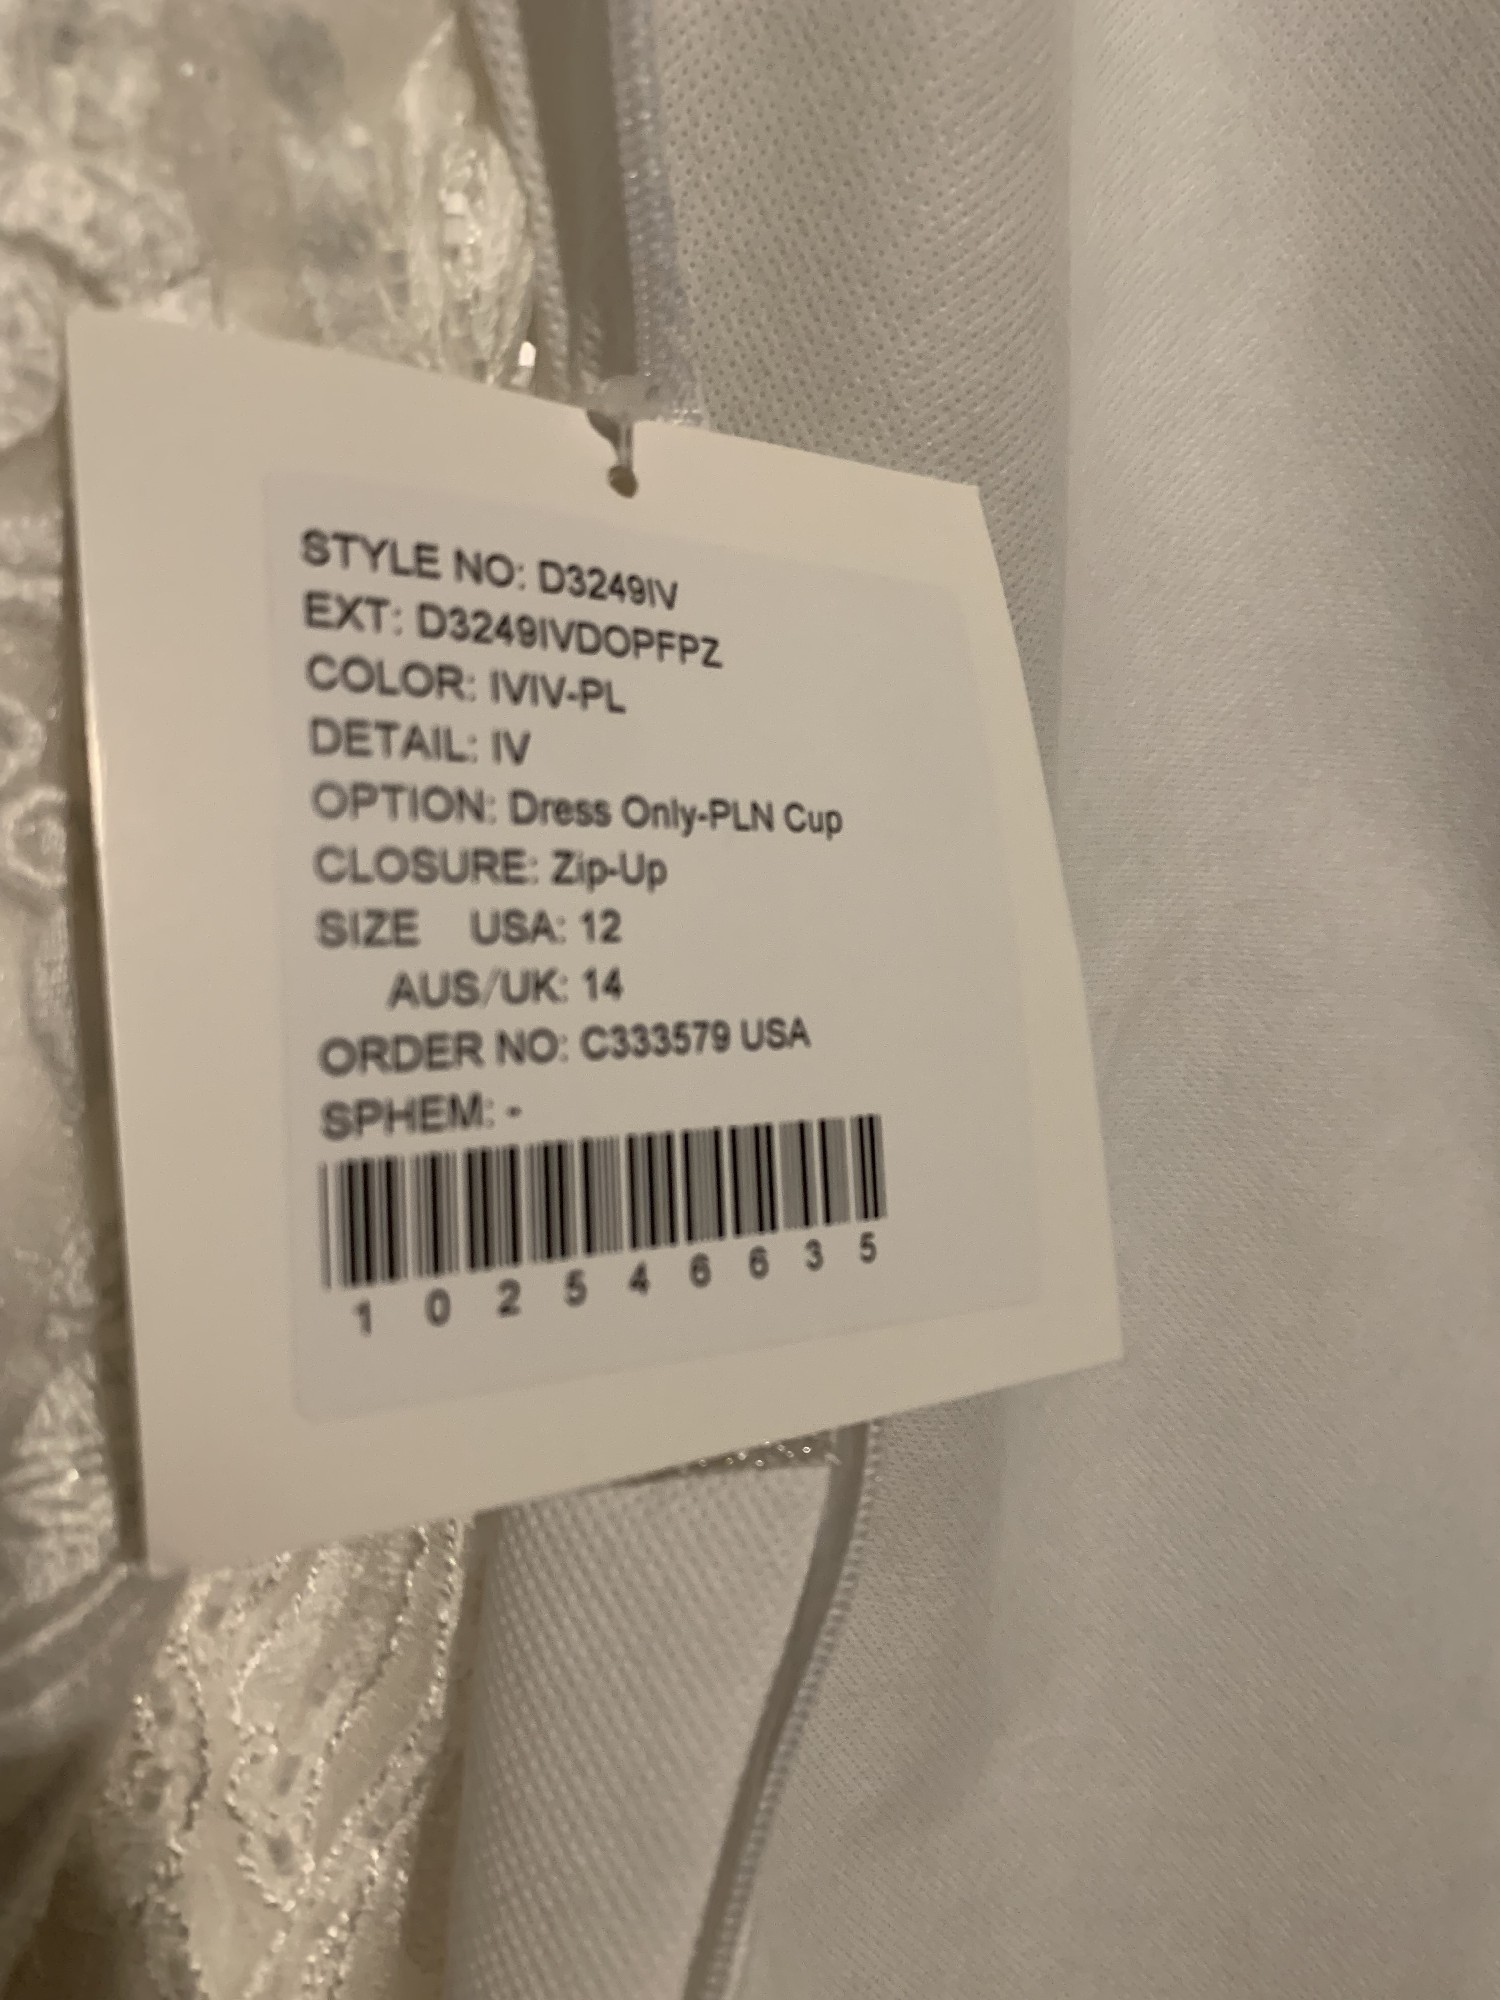 STYLE NO: D3249IV
EXT: D3249IVDOPFPZ
COLOR: IVIV-PL
DETAIL: IV
OPTION: Dress Only-PLN Cup
CLOSURE: Zip-Up
SIZE USA: 12
AUS/UK: 14
ORDER NO: C333579 USA
SPHEM: -
1 0 2 5 4 6 6 3 5